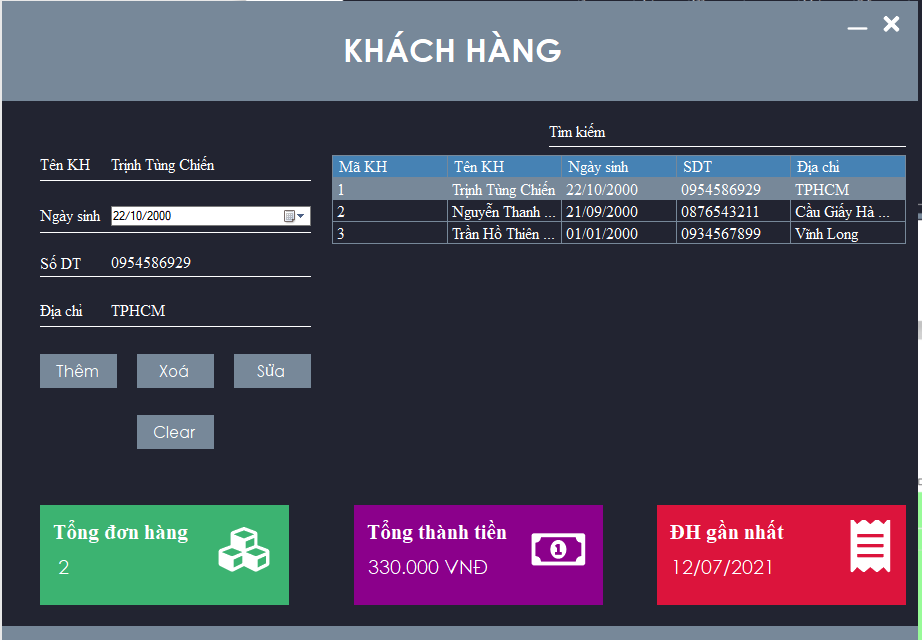 KHÁCH HÀNG
Tìm kiếm
Tên KH Trịnh Tùng Chiến
Ngày sinh 22/10/2000
Số DT 0954586929
Địa chỉ TPHCM
Thêm Xoá Sửa
Clear
Mã KH Tên KH Ngày sinh SDT Địa chỉ
1 Trịnh Tùng Chiến 22/10/2000 0954586929 TPHCM
2 Nguyễn Thanh ... 21/09/2000 0876543211 Cầu Giấy Hà ...
3 Trần Hồ Thiên ... 01/01/2000 0934567899 Vĩnh Long
Tổng đơn hàng
2
Tổng thành tiền
330.000 VNĐ
1
ĐH gần nhất
12/07/2021